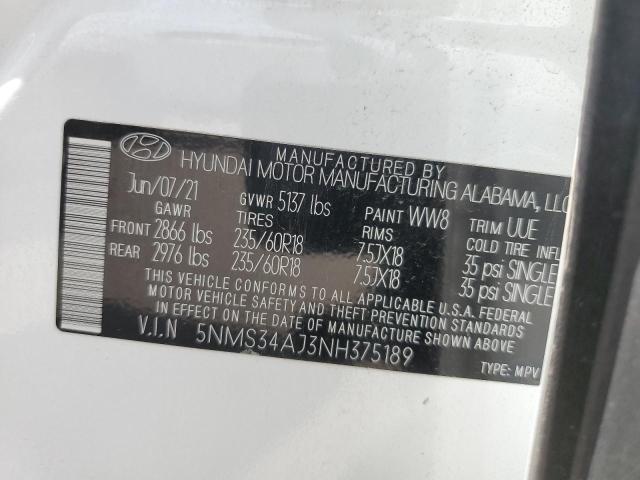 MANUFACTURED BY
HYUNDAI MOTOR MANUFACTURING ALABAMA, LLC
Jun/07/21 GVWR 5137 lbs PAINT WW8 TRIM UUE
GAWR TIRES RIMS COLD TIRE INFL
FRONT 2866 lbs 235/60R18 7.5JX18 35 psi SINGLE
REAR 2976 lbs 235/60R18 7.5JX18 35 psi SINGLE
THIS VEHICLE CONFORMS TO ALL APPLICABLE U.S.A. FEDERAL
MOTOR VEHICLE SAFETY AND THEFT PREVENTION STANDARDS
IN EFFECT ON THE DATE OF MANUFACTURE SHOWN ABOVE.
V.I.N 5NMS34AJ3NH375189
TYPE: MPV